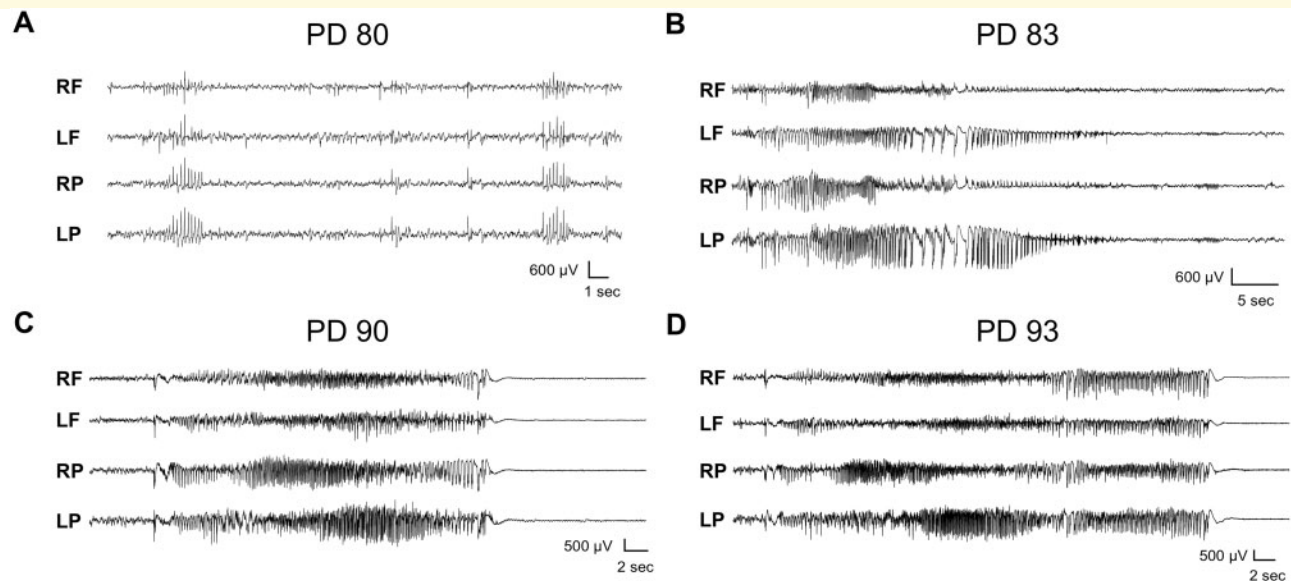 A
PD 80
RF
LF
RP
LP
600 µV
1 sec
B
PD 83
RF
LF
RP
LP
600 µV
5 sec
C
PD 90
RF
LF
RP
LP
500 µV
2 sec
D
PD 93
RF
LF
RP
LP
500 µV
2 sec